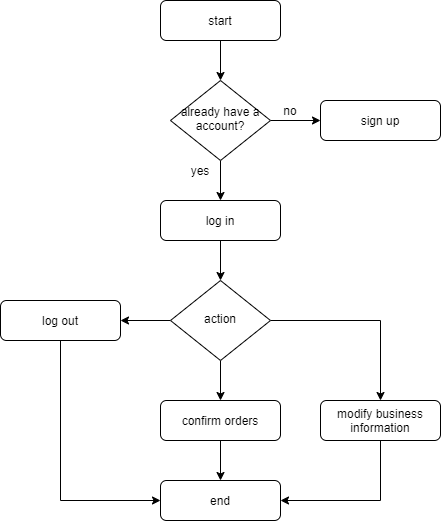 start
already have a
account?
no
sign up
yes
log in
action
log out
confirm orders
modify business
information
end